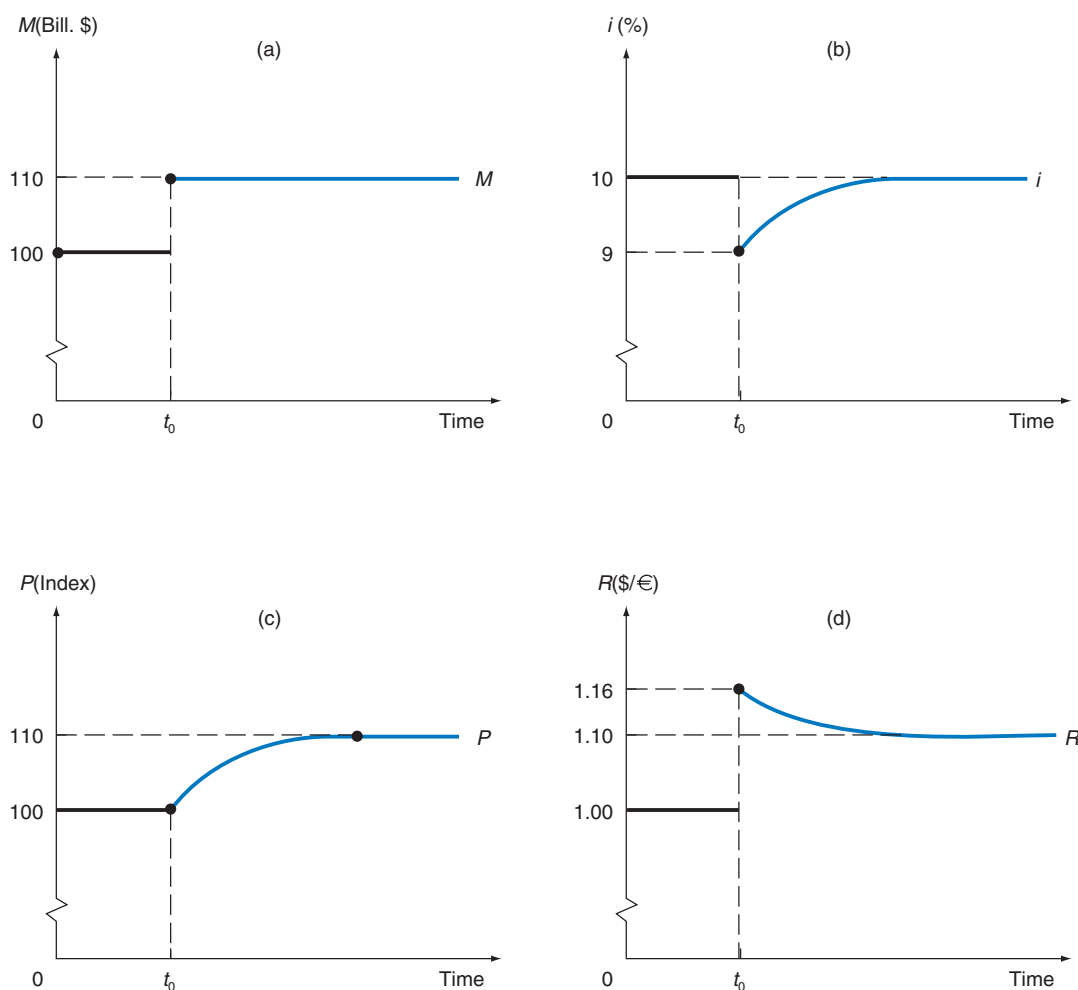 M(Bill. $)
(a)
110
M
100
0
t0
Time
i (%)
(b)
10
i
9
0
t0
Time
P(Index)
(c)
110
P
100
0
t0
Time
R($/€)
(d)
1.16
1.10
R
1.00
0
t0
Time